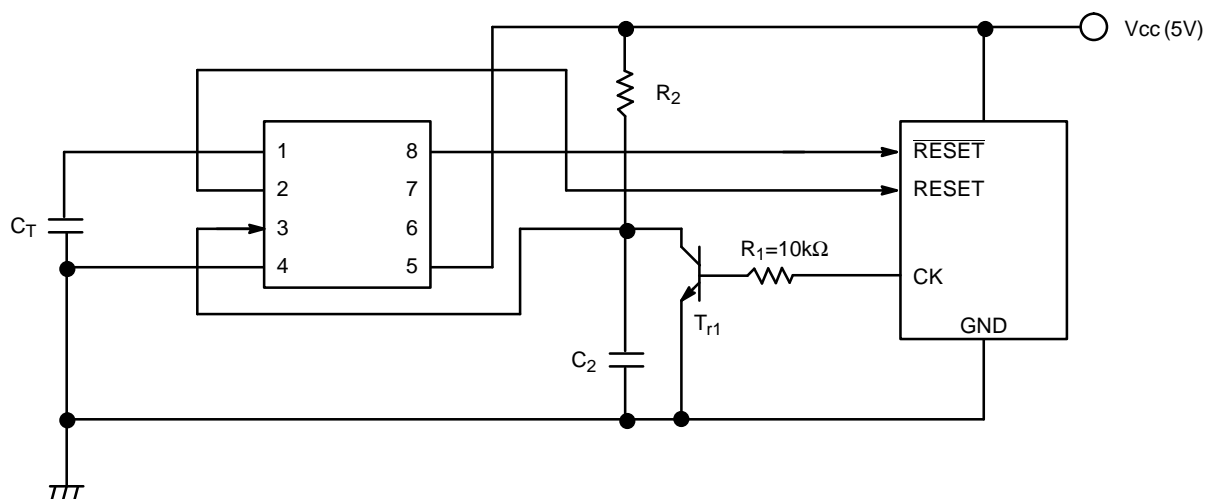 Vcc (5V)
R2
1 8
2 7
3 6
4 5
CT
RESET
RESET
R1=10kΩ
CK
Tr1
GND
C2